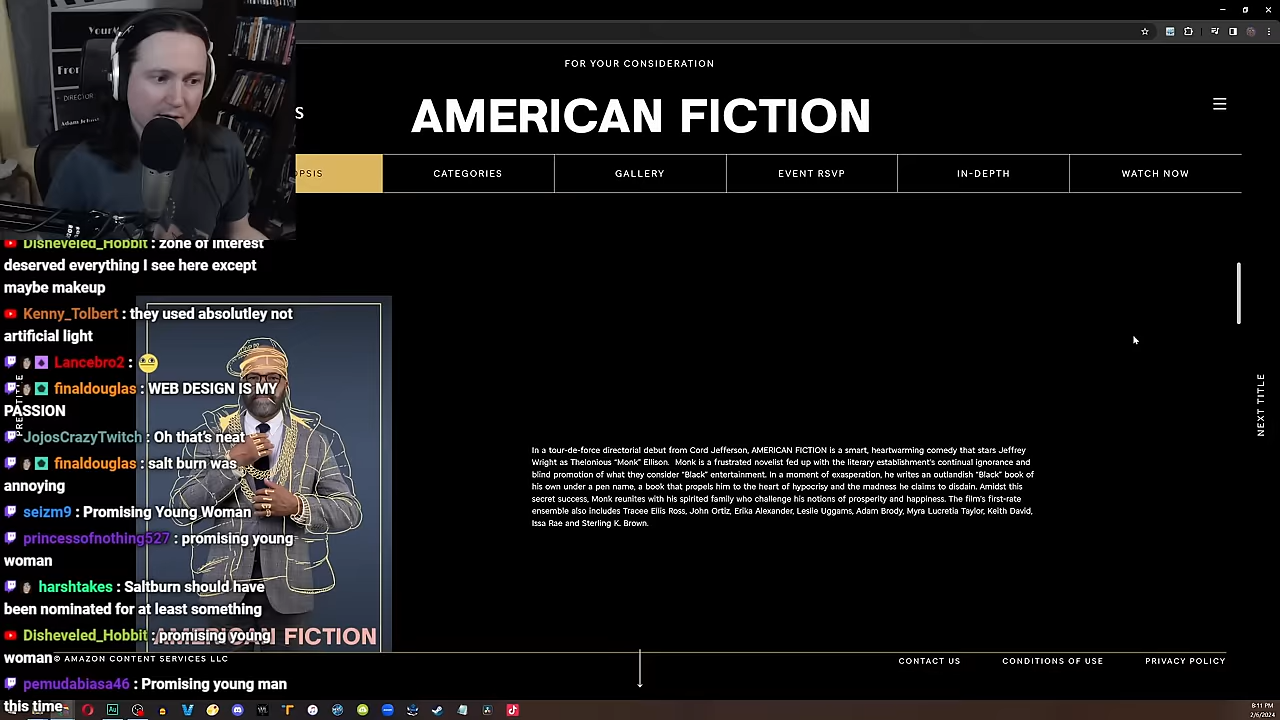 FOR YOUR CONSIDERATION
AMERICAN FICTION
S
OPSIS
CATEGORIES
GALLERY
EVENT RSVP
IN-DEPTH
WATCH NOW
Disheveled_Hobbit : zone of interest
deserved everything I see here except
maybe makeup
Kenny_Tolbert : they used absolutley not
artificial light
Lancebro2 :
finaldouglas : WEB DESIGN IS MY
PASSION
JojosCrazyTwitch : Oh that's neat
finaldouglas : salt burn was
annoying
seizm9 : Promising Young Woman
princessofnothing527 : promising young
woman
harshtakes : Saltburn should have
been nominated for at least something
Disheveled_Hobbit : promising young
woman
pemudabiasa46 : Promising young man
this time
AMERICAN FICTION
In a tour-de-force directorial debut from Cord Jefferson, AMERICAN FICTION is a smart, heartwarming comedy that stars Jeffrey
Wright as Thelonious "Monk" Ellison. Monk is a frustrated novelist fed up with the literary establishment's continual ignorance and
blind promotion of what they consider "Black" entertainment. In a moment of exasperation, he writes an outlandish "Black" book of
his own under a pen name, a book that propels him to the heart of hypocrisy and the madness he claims to disdain. Amidst this
secret success, Monk reunites with his spirited family who challenge his notions of prosperity and happiness. The film's first-rate
ensemble also includes Tracee Ellis Ross, John Ortiz, Erika Alexander, Leslie Uggams, Adam Brody, Myra Lucretia Taylor, Keith David,
Issa Rae and Sterling K. Brown.
NEXT TITLE
© AMAZON CONTENT SERVICES LLC
CONTACT US
CONDITIONS OF USE
PRIVACY POLICY
8:11 PM
2/6/2024